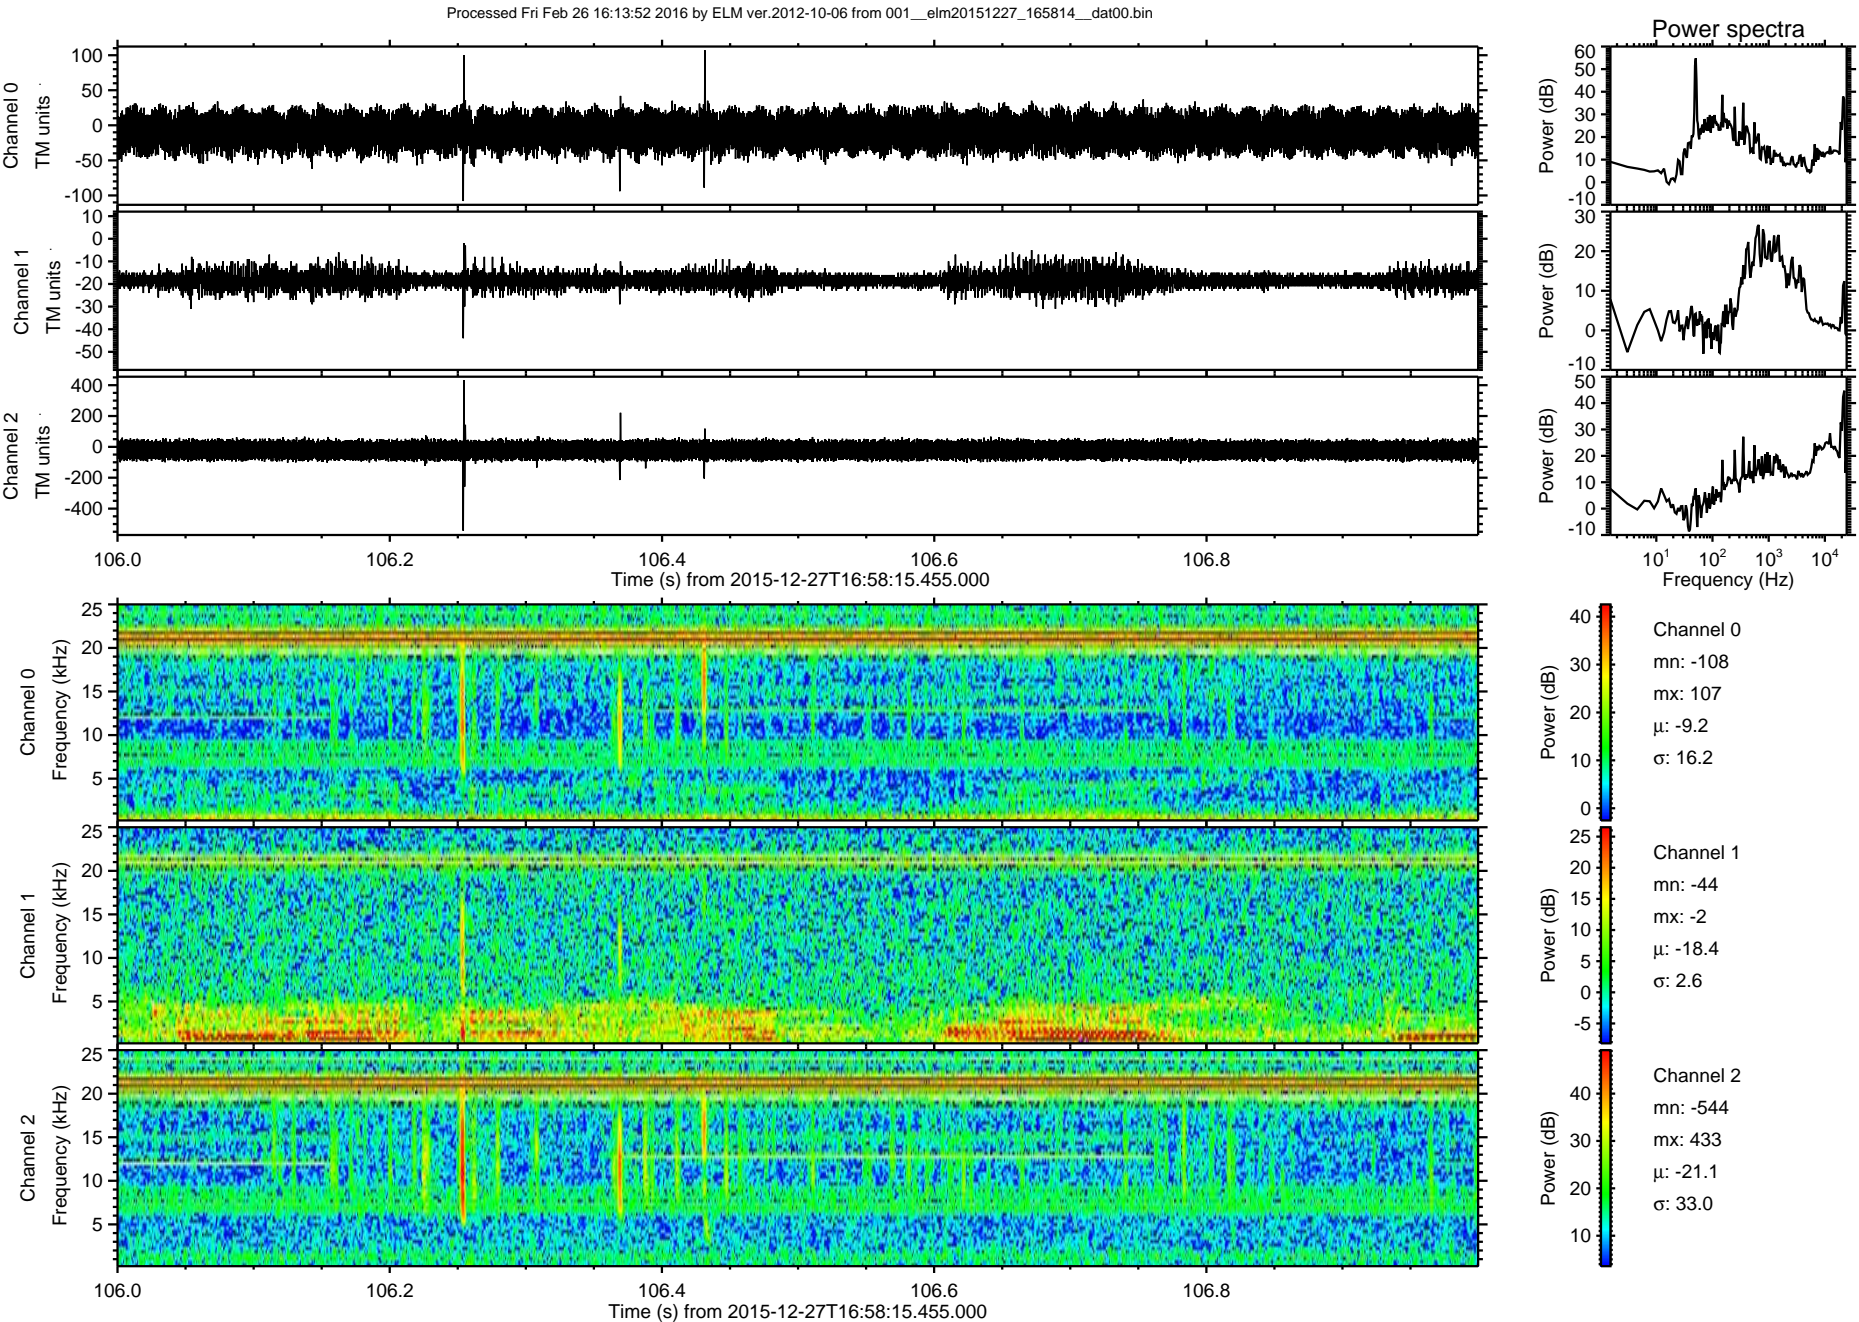 Processed Fri Feb 26 16:13:52 2016 by ELM ver.2012-10-06 from 001__elm20151227_165814__dat00.bin
Power spectra
Channel 0
TM units
100
50
0
-50
-100
Power (dB)
60
50
40
30
20
10
0
-10
Channel 1
TM units
10
0
-10
-20
-30
-40
-50
Power (dB)
30
20
10
0
-10
Channel 2
TM units
400
200
0
-200
-400
Power (dB)
50
40
30
20
10
0
-10
106.0 106.2 106.4 106.6 106.8
Time (s) from 2015-12-27T16:58:15.455.000
10^1 10^2 10^3 10^4
Frequency (Hz)
Channel 0
Frequency (kHz)
25
20
15
10
5
Power (dB)
40
30
20
10
0
Channel 0
mn: -108
mx: 107
μ: -9.2
σ: 16.2
Channel 1
Frequency (kHz)
25
20
15
10
5
Power (dB)
25
20
15
10
5
0
-5
Channel 1
mn: -44
mx: -2
μ: -18.4
σ: 2.6
Channel 2
Frequency (kHz)
25
20
15
10
5
Power (dB)
40
30
20
10
Channel 2
mn: -544
mx: 433
μ: -21.1
σ: 33.0
106.0 106.2 106.4 106.6 106.8
Time (s) from 2015-12-27T16:58:15.455.000